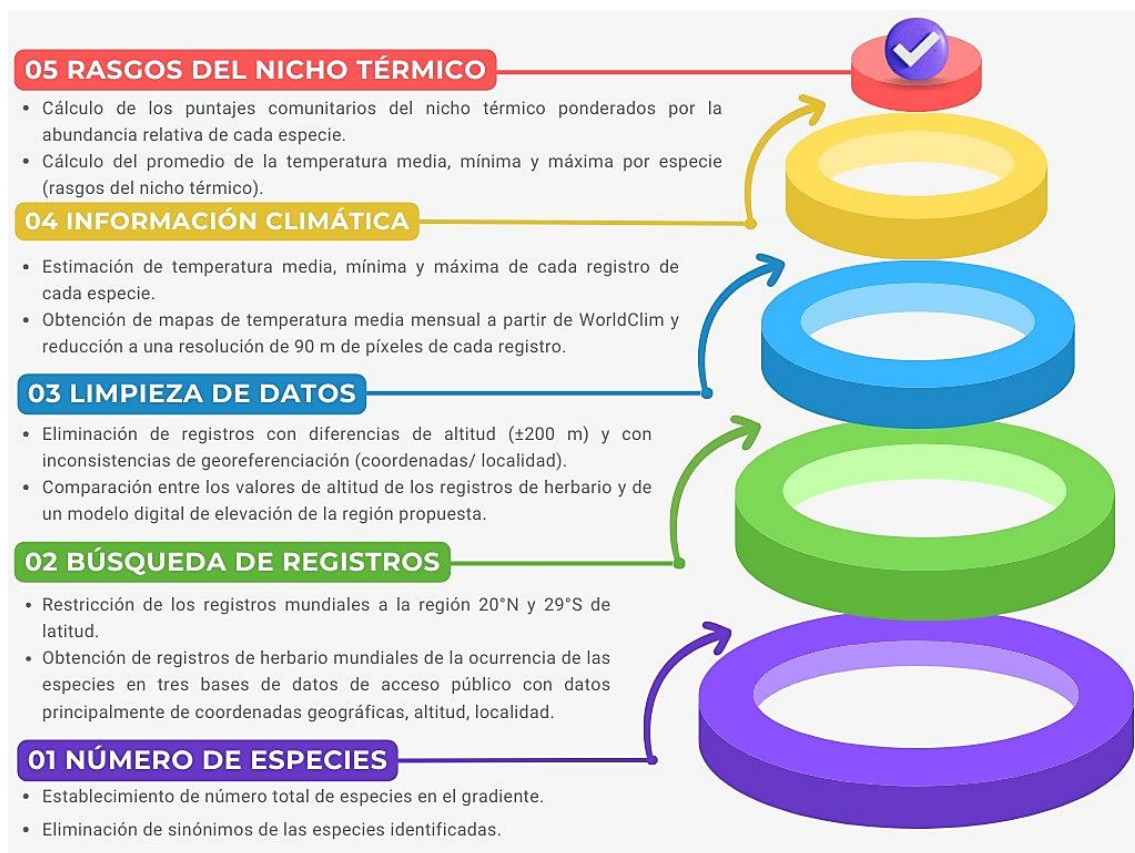 05 RASGOS DEL NICHO TÉRMICO
• Cálculo de los puntajes comunitarios del nicho térmico ponderados por la
abundancia relativa de cada especie.
• Cálculo del promedio de la temperatura media, mínima y máxima por especie
(rasgos del nicho térmico).
04 INFORMACIÓN CLIMÁTICA
• Estimación de temperatura media, mínima y máxima de cada registro de
cada especie.
• Obtención de mapas de temperatura media mensual a partir de WorldClim y
reducción a una resolución de 90 m de píxeles de cada registro.
03 LIMPIEZA DE DATOS
• Eliminación de registros con diferencias de altitud (±200 m) y con
inconsistencias de georeferenciación (coordenadas/ localidad).
• Comparación entre los valores de altitud de los registros de herbario y de
un modelo digital de elevación de la región propuesta.
02 BÚSQUEDA DE REGISTROS
• Restricción de los registros mundiales a la región 20°N y 29°S de
latitud.
• Obtención de registros de herbario mundiales de la ocurrencia de las
especies en tres bases de datos de acceso público con datos
principalmente de coordenadas geográficas, altitud, localidad.
01 NÚMERO DE ESPECIES
• Establecimiento de número total de especies en el gradiente.
• Eliminación de sinónimos de las especies identificadas.